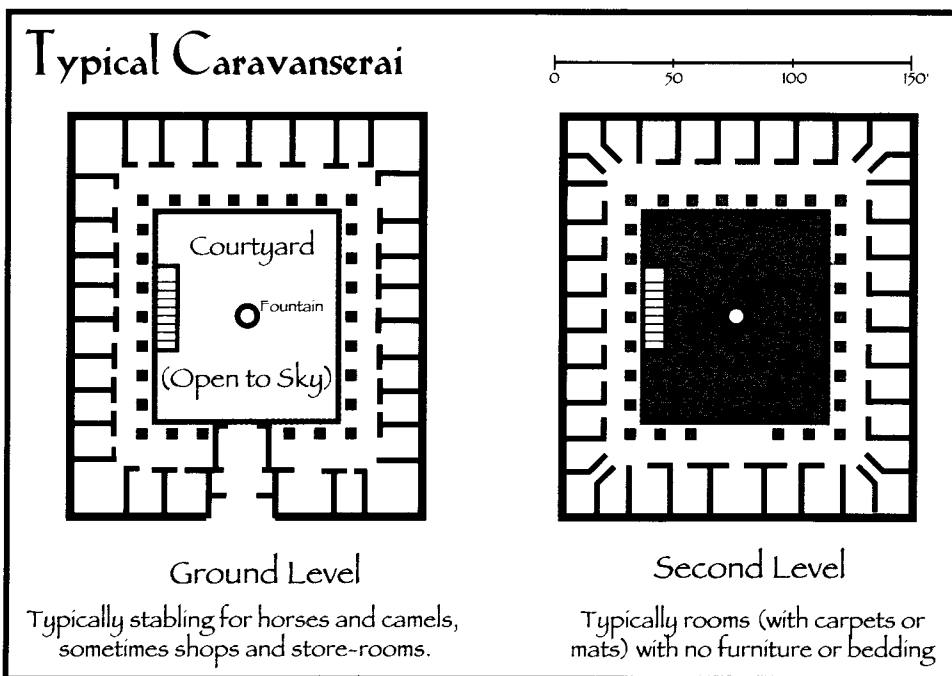 Typical Caravanserai
0 50 100 150'
Courtyard
Fountain
(Open to Sky)
Ground Level
Typically stabling for horses and camels,
sometimes shops and store-rooms.
Second Level
Typically rooms (with carpets or
mats) with no furniture or bedding